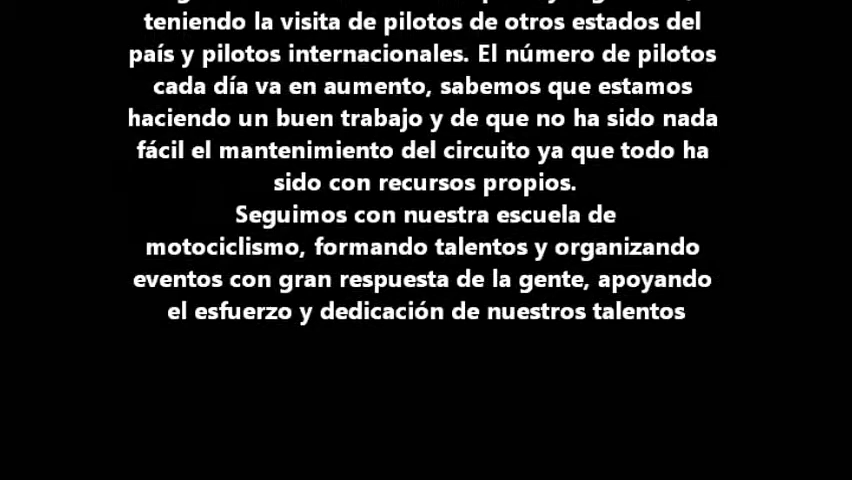 teniendo la visita de pilotos de otros estados del
país y pilotos internacionales. El número de pilotos
cada día va en aumento, sabemos que estamos
haciendo un buen trabajo y de que no ha sido nada
fácil el mantenimiento del circuito ya que todo ha
sido con recursos propios.
Seguimos con nuestra escuela de
motociclismo, formando talentos y organizando
eventos con gran respuesta de la gente, apoyando
el esfuerzo y dedicación de nuestros talentos